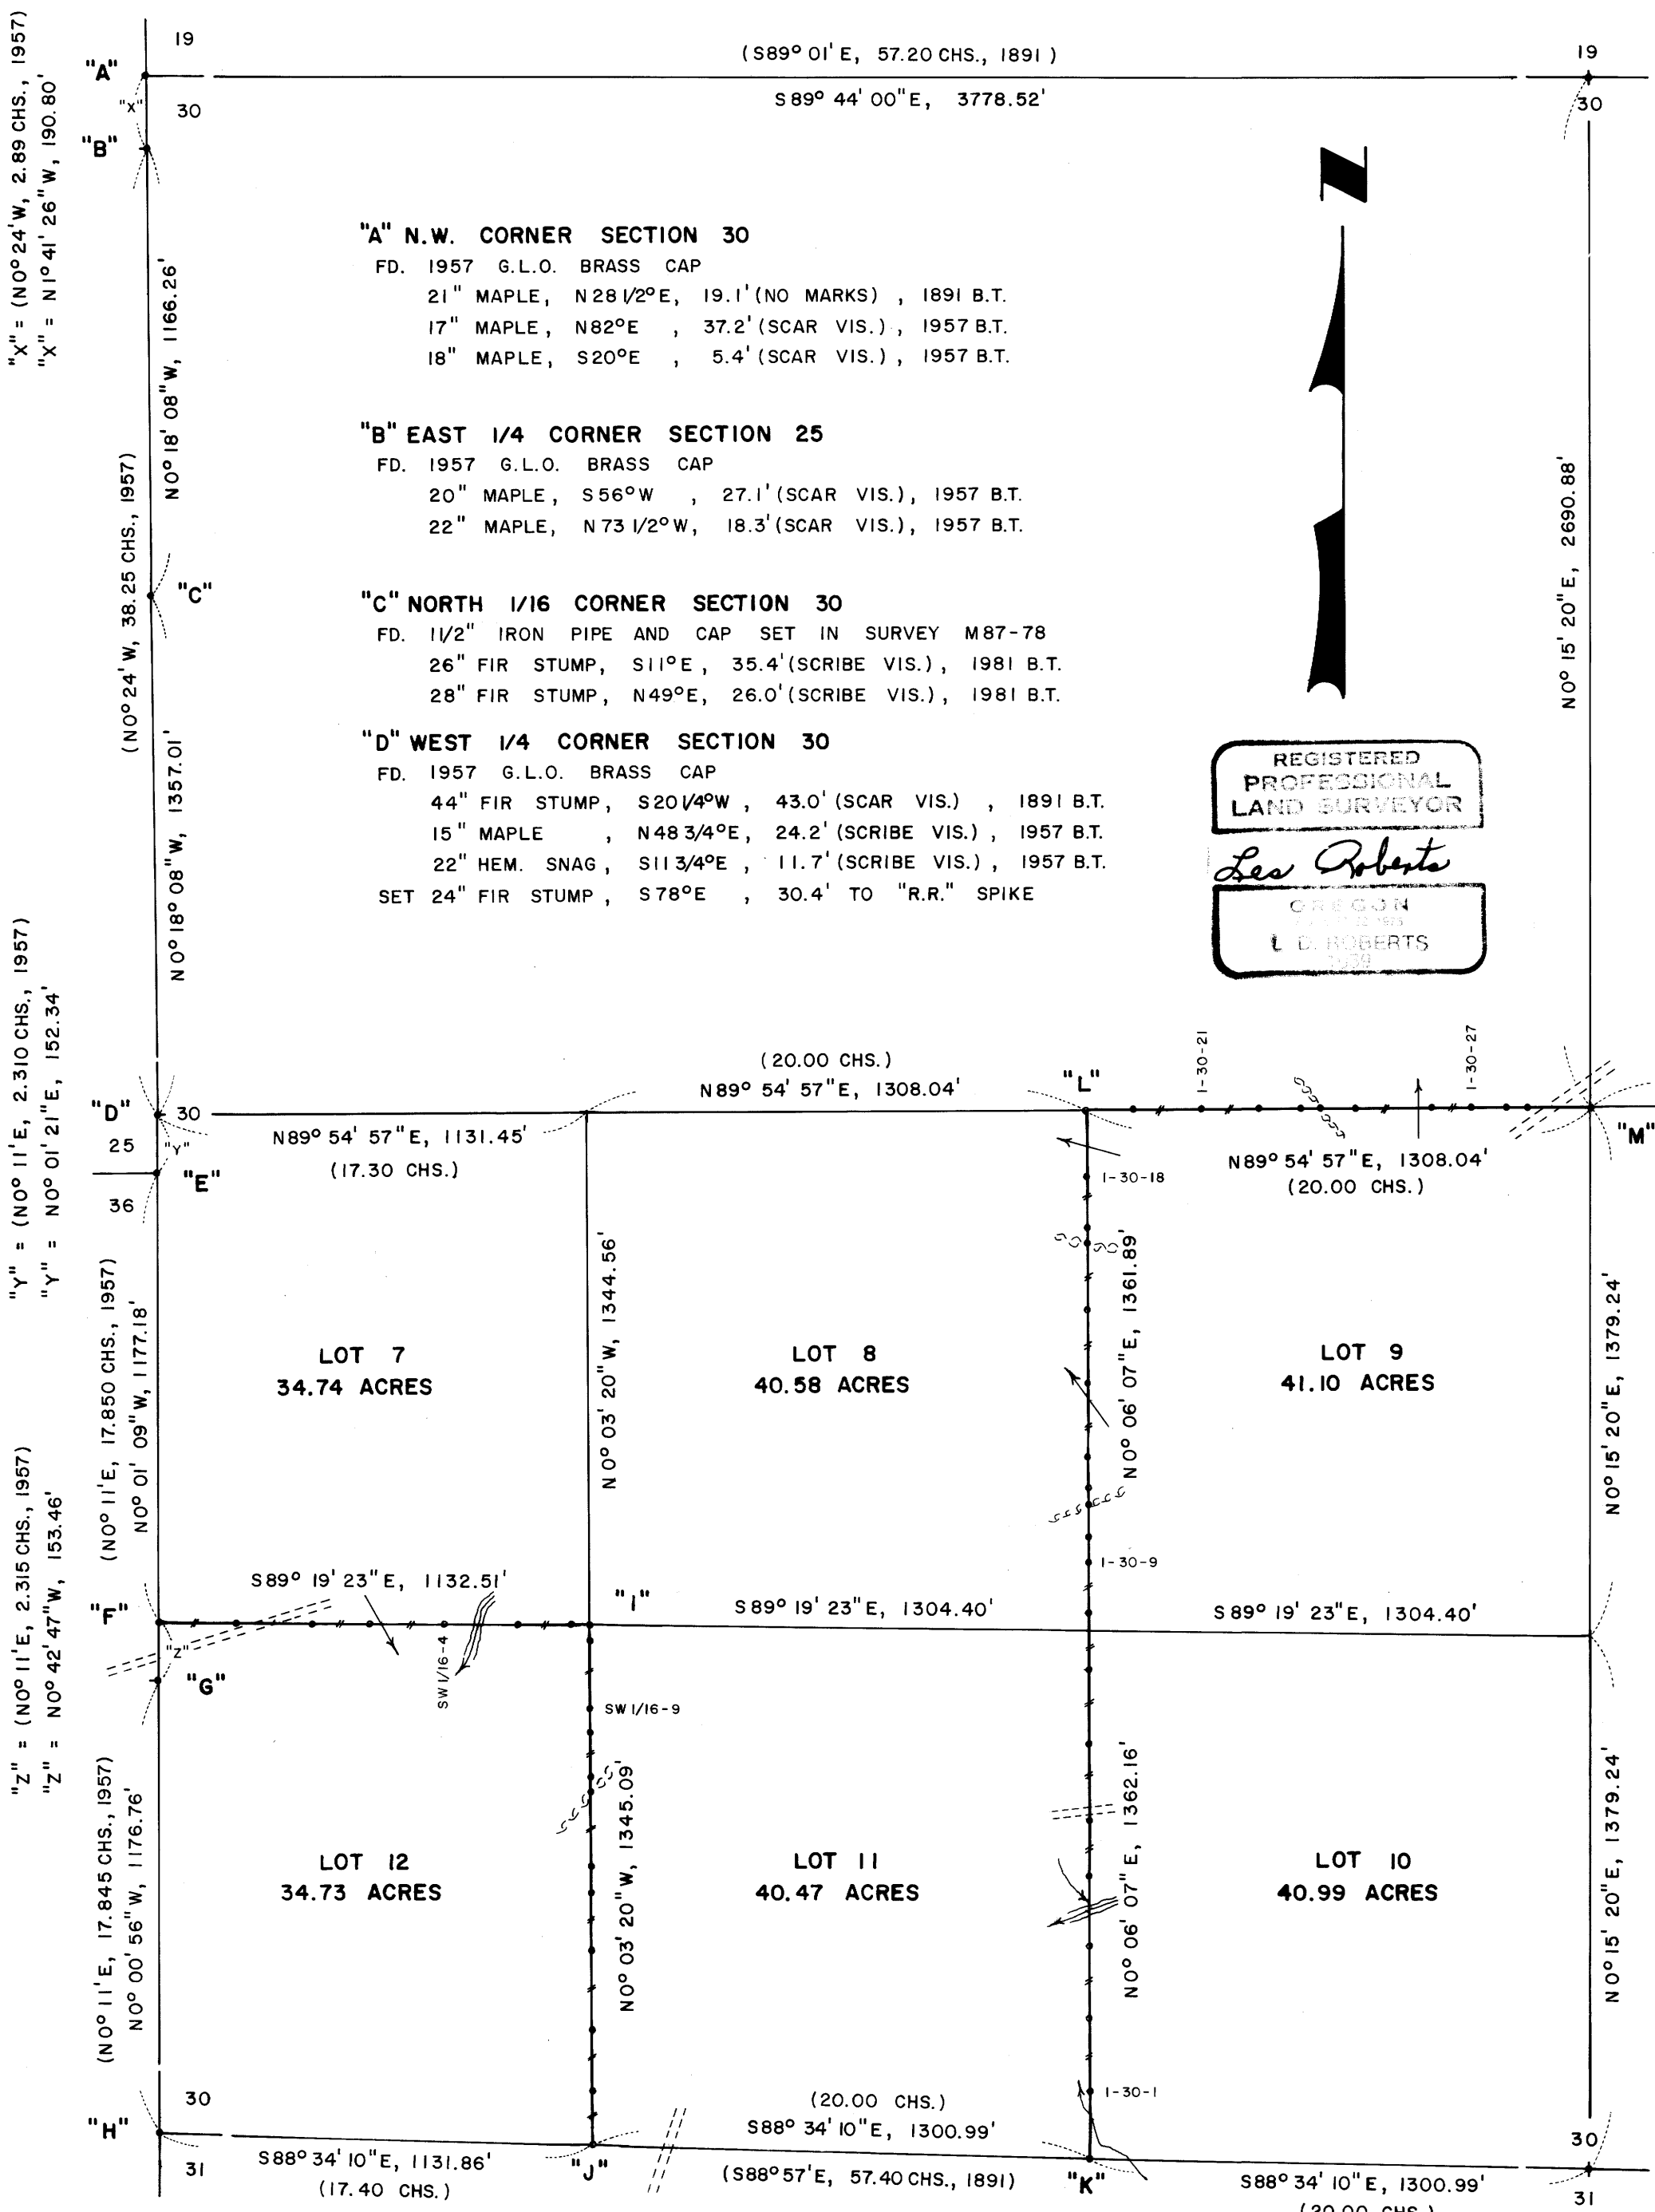 19
(S89° 01' E, 57.20 CHS., 1891)
19
"A"
S89° 44' 00" E, 3778.52'
"X"
30
30
"B"
"X" = (N0° 24' W, 2.89 CHS., 1957)
"X" = N1° 41' 26" W, 190.80'
N0° 18' 08" W, 1166.26'
"A" N.W. CORNER SECTION 30
FD. 1957 G.L.O. BRASS CAP
21" MAPLE, N 28 1/2° E, 19.1' (NO MARKS) , 1891 B.T.
17" MAPLE, N82°E , 37.2' (SCAR VIS.) , 1957 B.T.
18" MAPLE, S20°E , 5.4' (SCAR VIS.) , 1957 B.T.
"B" EAST 1/4 CORNER SECTION 25
FD. 1957 G.L.O. BRASS CAP
20" MAPLE, S56°W , 27.1' (SCAR VIS.), 1957 B.T.
22" MAPLE, N 73 1/2° W, 18.3' (SCAR VIS.), 1957 B.T.
"C"
"C" NORTH 1/16 CORNER SECTION 30
FD. 1 1/2" IRON PIPE AND CAP SET IN SURVEY M87-78
26" FIR STUMP, S11°E, 35.4' (SCRIBE VIS.), 1981 B.T.
28" FIR STUMP, N49°E, 26.0' (SCRIBE VIS.), 1981 B.T.
"D" WEST 1/4 CORNER SECTION 30
FD. 1957 G.L.O. BRASS CAP
44" FIR STUMP, S20 1/4°W , 43.0' (SCAR VIS.) , 1891 B.T.
15" MAPLE , N48 3/4°E, 24.2' (SCRIBE VIS.) , 1957 B.T.
22" HEM. SNAG, S11 3/4°E , 11.7' (SCRIBE VIS.) , 1957 B.T.
SET 24" FIR STUMP , S78°E , 30.4' TO "R.R." SPIKE
(N0° 24' W, 38.25 CHS., 1957)
N0° 18' 08" W, 1357.01'
N0° 15' 20" E, 2690.88'
N
REGISTERED
PROFESSIONAL
LAND SURVEYOR
Les Roberts
OREGON
L D. ROBERTS
"Y" = (N0° 11' E, 2.310 CHS., 1957)
"Y" = N0° 01' 21" E, 152.34'
(20.00 CHS.)
N89° 54' 57" E, 1308.04'
"L"
1-30-21
1-30-27
"D"
30
25
"Y"
N89° 54' 57" E, 1131.45'
(17.30 CHS.)
"M"
N89° 54' 57" E, 1308.04'
(20.00 CHS.)
"E"
36
1-30-18
(N0° 11' E, 17.850 CHS., 1957)
N0° 01' 09" W, 1177.18'
LOT 7
34.74 ACRES
N0° 03' 20" W, 1344.56'
LOT 8
40.58 ACRES
N0° 06' 07" E, 1361.89'
LOT 9
41.10 ACRES
N0° 15' 20" E, 1379.24'
1-30-9
"Z" = (N0° 11' E, 2.315 CHS., 1957)
"Z" = N0° 42' 47" W, 153.46'
S89° 19' 23" E, 1132.51'
"F"
"I"
S89° 19' 23" E, 1304.40'
S89° 19' 23" E, 1304.40'
"Z"
"G"
SW 1/16-4
SW 1/16-9
(N0° 11' E, 17.845 CHS., 1957)
N0° 00' 56" W, 1176.76'
LOT 12
34.73 ACRES
N0° 03' 20" W, 1345.09'
LOT 11
40.47 ACRES
N0° 06' 07" E, 1362.16'
LOT 10
40.99 ACRES
N0° 15' 20" E, 1379.24'
1-30-1
30
(20.00 CHS.)
"H"
S88° 34' 10" E, 1300.99'
30
S88° 34' 10" E, 1131.86'
31
(17.40 CHS.)
"J"
(S88° 57' E, 57.40 CHS., 1891)
"K"
S88° 34' 10" E, 1300.99'
31
(20.00 CHS.)